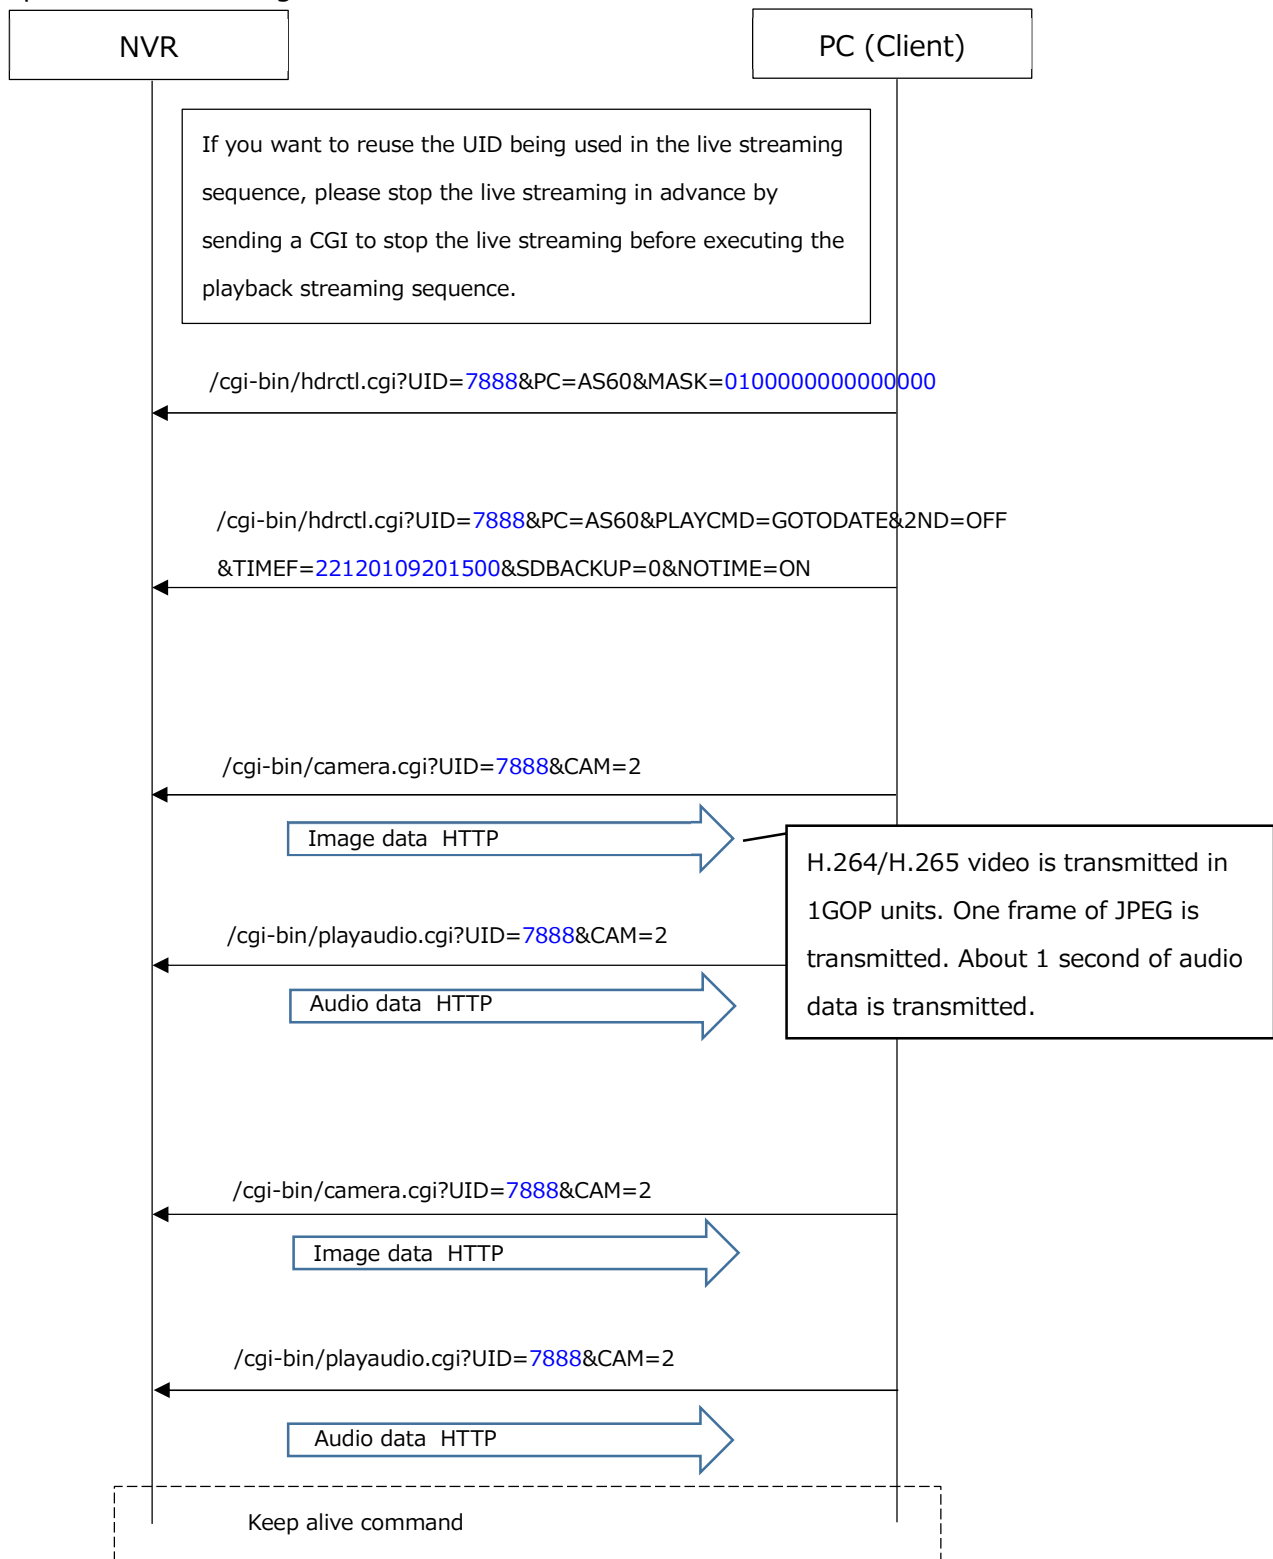 NVR
PC (Client)
If you want to reuse the UID being used in the live streaming
sequence, please stop the live streaming in advance by
sending a CGI to stop the live streaming before executing the
playback streaming sequence.
/cgi-bin/hdrctl.cgi?UID=7888&PC=AS60&MASK=0100000000000000
/cgi-bin/hdrctl.cgi?UID=7888&PC=AS60&PLAYCMD=GOTODATE&2ND=OFF
&TIMEF=22120109201500&SDBACKUP=0&NOTIME=ON
/cgi-bin/camera.cgi?UID=7888&CAM=2
Image data  HTTP
H.264/H.265 video is transmitted in
1GOP units. One frame of JPEG is
transmitted. About 1 second of audio
data is transmitted.
/cgi-bin/playaudio.cgi?UID=7888&CAM=2
Audio data  HTTP
/cgi-bin/camera.cgi?UID=7888&CAM=2
Image data  HTTP
/cgi-bin/playaudio.cgi?UID=7888&CAM=2
Audio data  HTTP
Keep alive command